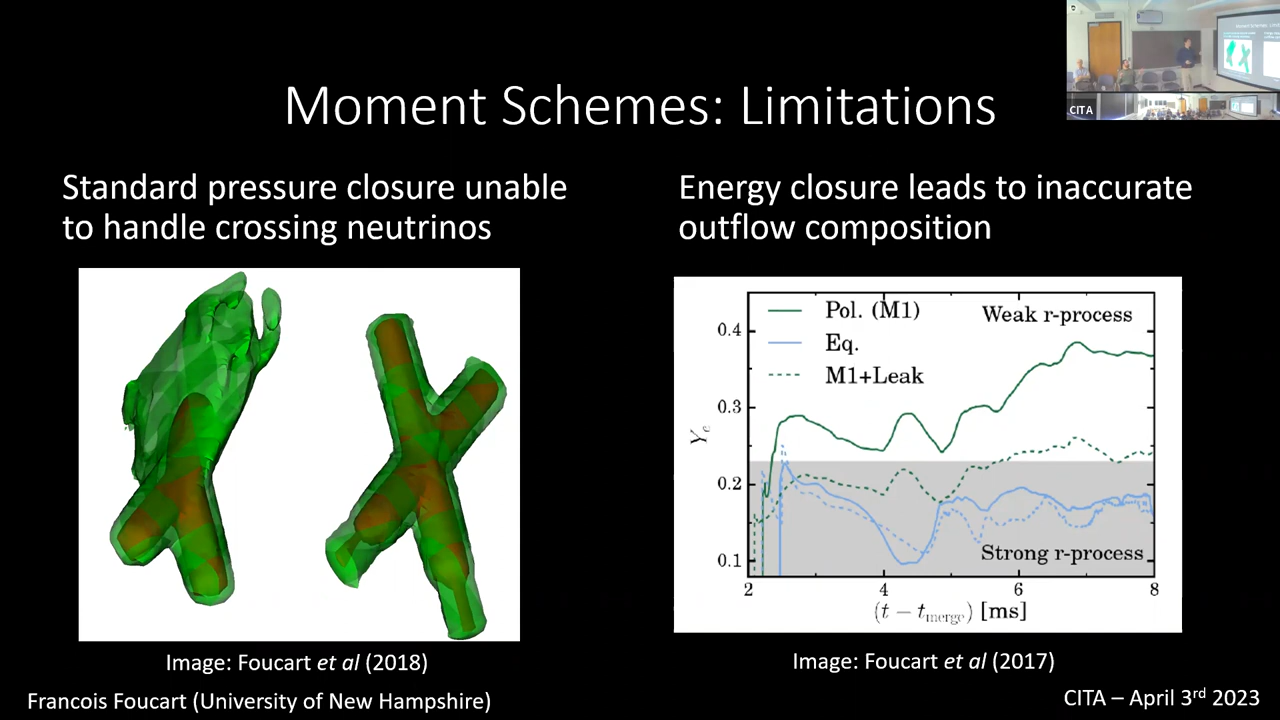 Moment Schemes: Limitations
CITA
Standard pressure closure unable
to handle crossing neutrinos
Energy closure leads to inaccurate
outflow composition
Pol. (M1)
Eq.
M1+Leak
Weak r-process
Strong r-process
Yₑ
0.4
0.3
0.2
0.1
2
4
6
8
(t − tₘₑᵣgₑ) [ms]
Image: Foucart et al (2018)
Image: Foucart et al (2017)
Francois Foucart (University of New Hampshire)
CITA – April 3rd 2023